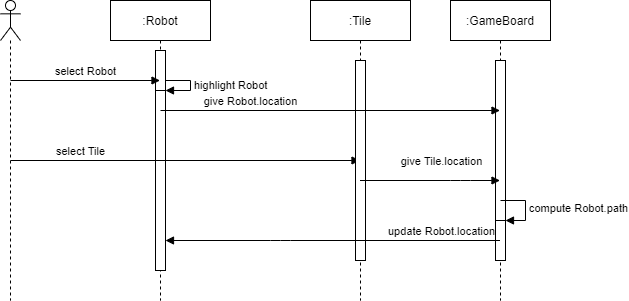 :Robot
:Tile
:GameBoard
select Robot
highlight Robot
give Robot.location
select Tile
give Tile.location
compute Robot.path
update Robot.location